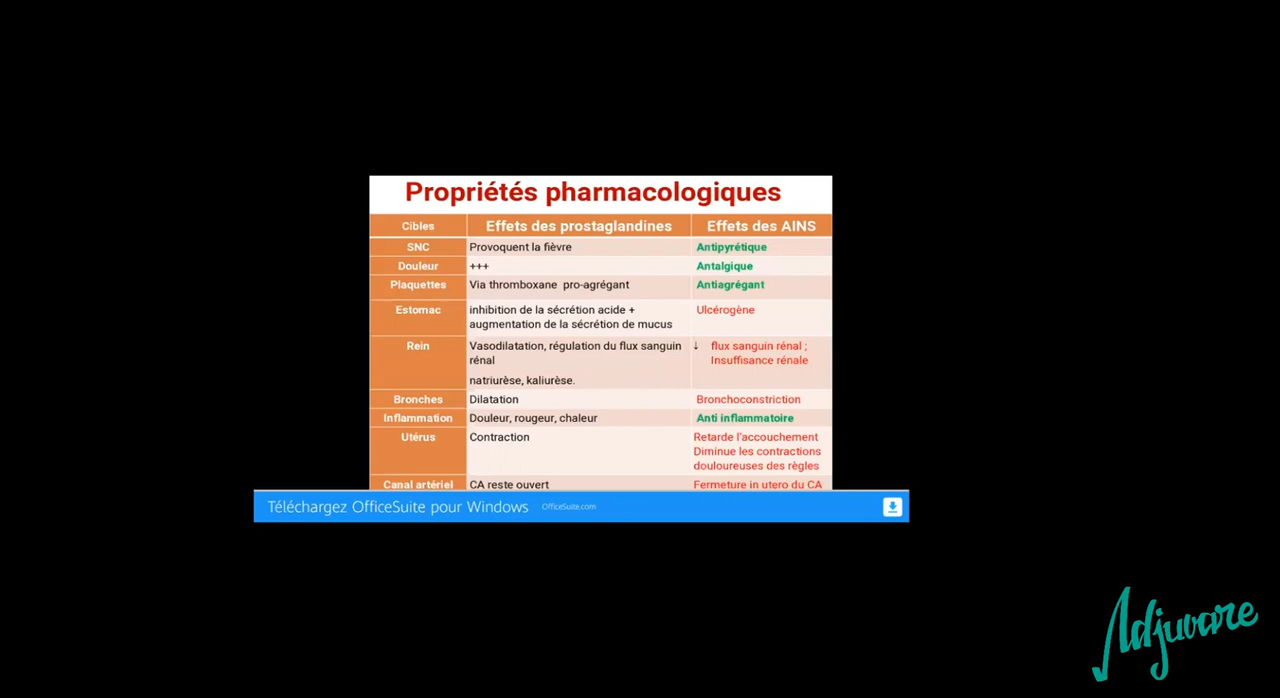 Propriétés pharmacologiques
Cibles Effets des prostaglandines Effets des AINS
SNC Provoquent la fièvre Antipyrétique
Douleur +++ Antalgique
Plaquettes Via thromboxane pro-agrégant Antiagrégant
Estomac inhibition de la sécrétion acide + Ulcérogène
augmentation de la sécrétion de mucus
Rein Vasodilatation, régulation du flux sanguin ↓ flux sanguin rénal ;
rénal Insuffisance rénale
natriurèse, kaliurèse.
Bronches Dilatation Bronchoconstriction
Inflammation Douleur, rougeur, chaleur Anti inflammatoire
Utérus Contraction Retarde l'accouchement
Diminue les contractions
douloureuses des règles
Canal artériel CA reste ouvert Fermeture in utero du CA
Téléchargez OfficeSuite pour Windows OfficeSuite.com
Adjuvare